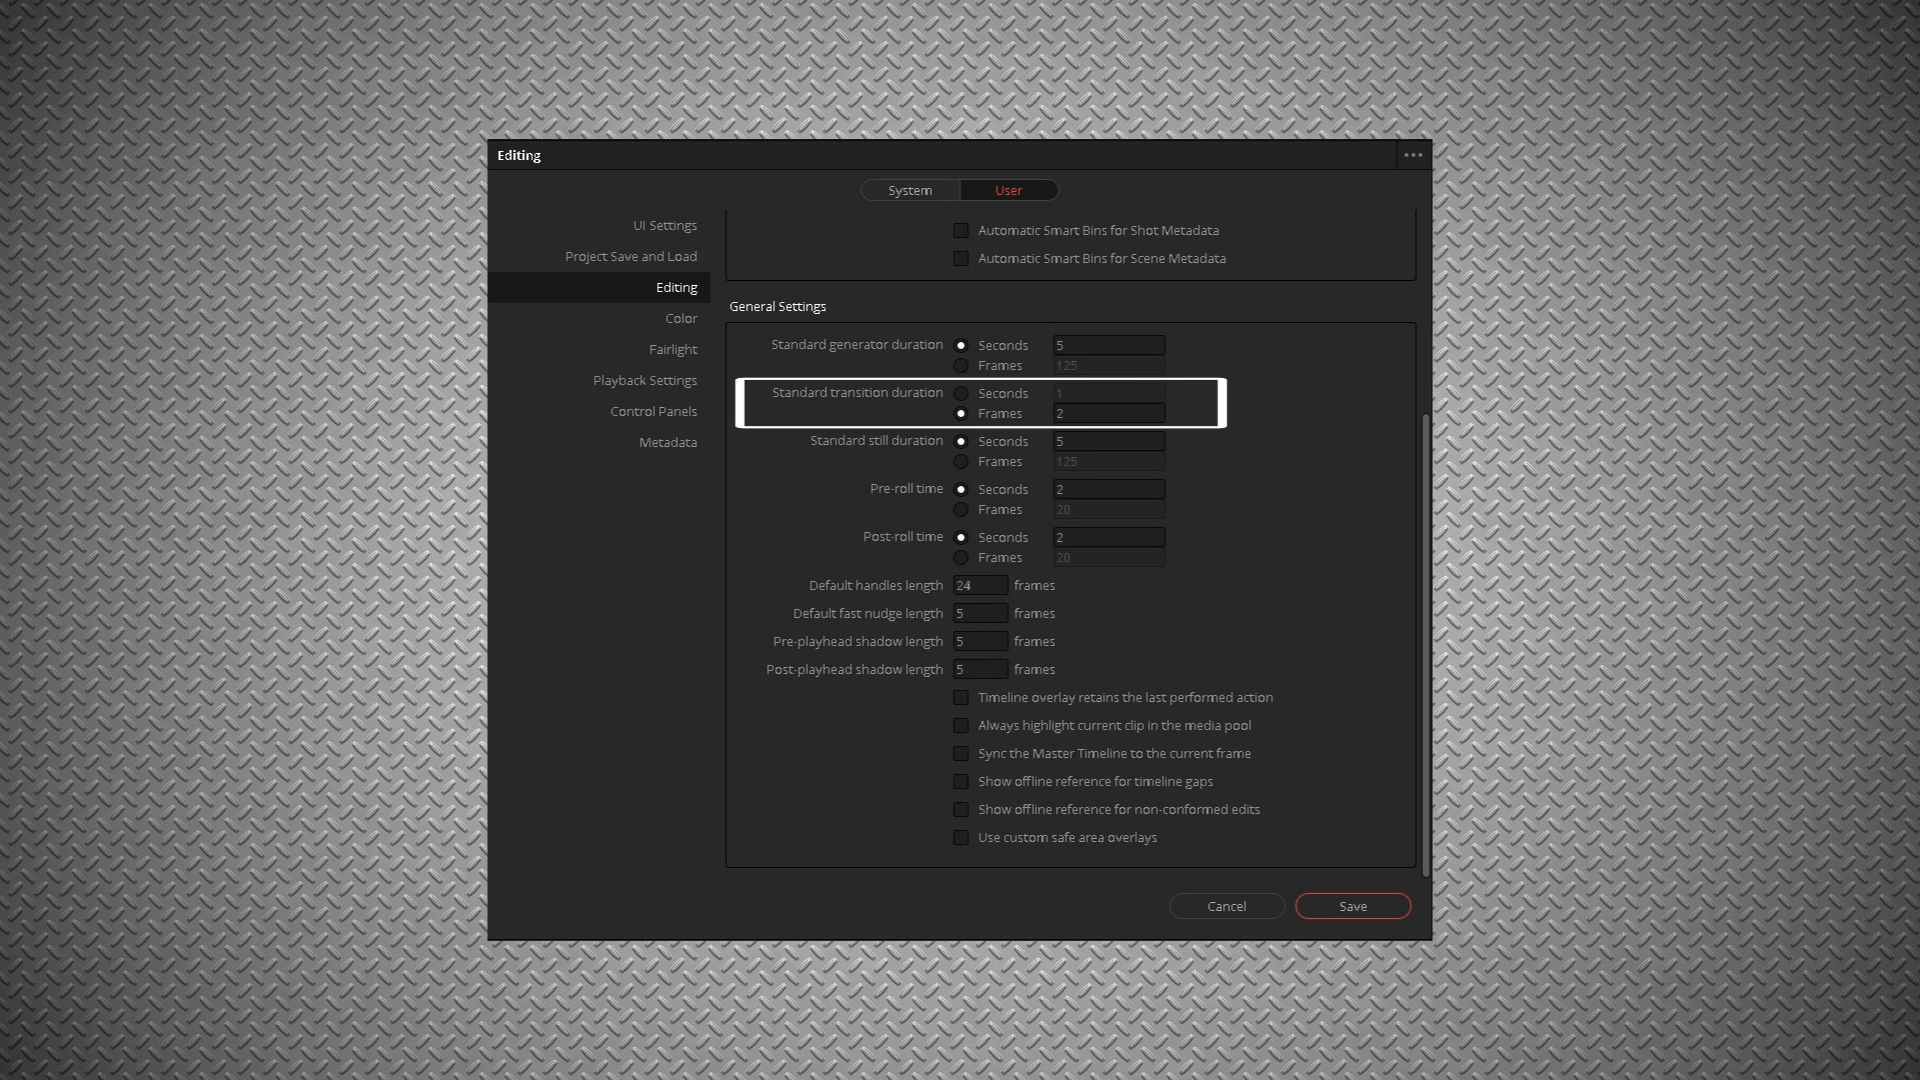 Editing
System User
UI Settings
Project Save and Load
Editing
Color
Fairlight
Playback Settings
Control Panels
Metadata
Automatic Smart Bins for Shot Metadata
Automatic Smart Bins for Scene Metadata
General Settings
Standard generator duration Seconds 5
Frames 125
Standard transition duration Seconds 1
Frames 2
Standard still duration Seconds 5
Frames 125
Pre-roll time Seconds 2
Frames 20
Post-roll time Seconds 2
Frames 20
Default handles length 24 frames
Default fast nudge length 5 frames
Pre-playhead shadow length 5 frames
Post-playhead shadow length 5 frames
Timeline overlay retains the last performed action
Always highlight current clip in the media pool
Sync the Master Timeline to the current frame
Show offline reference for timeline gaps
Show offline reference for non-conformed edits
Use custom safe area overlays
Cancel Save